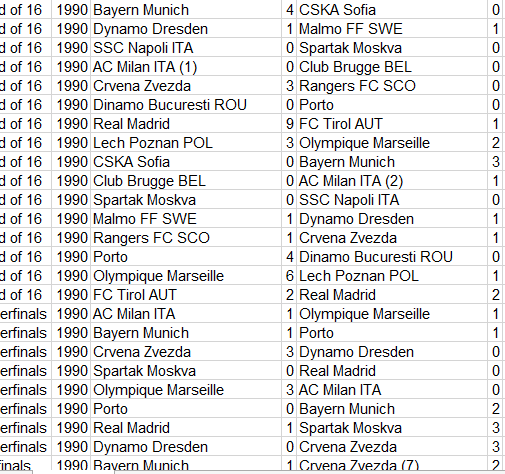 d of 16 1990 Bayern Munich 4 CSKA Sofia 0
d of 16 1990 Dynamo Dresden 1 Malmo FF SWE 1
d of 16 1990 SSC Napoli ITA 0 Spartak Moskva 0
d of 16 1990 AC Milan ITA (1) 0 Club Brugge BEL 0
d of 16 1990 Crvena Zvezda 3 Rangers FC SCO 0
d of 16 1990 Dinamo Bucuresti ROU 0 Porto 0
d of 16 1990 Real Madrid 9 FC Tirol AUT 1
d of 16 1990 Lech Poznan POL 3 Olympique Marseille 2
d of 16 1990 CSKA Sofia 0 Bayern Munich 3
d of 16 1990 Club Brugge BEL 0 AC Milan ITA (2) 1
d of 16 1990 Spartak Moskva 0 SSC Napoli ITA 0
d of 16 1990 Malmo FF SWE 1 Dynamo Dresden 1
d of 16 1990 Rangers FC SCO 1 Crvena Zvezda 1
d of 16 1990 Porto 4 Dinamo Bucuresti ROU 0
d of 16 1990 Olympique Marseille 6 Lech Poznan POL 1
d of 16 1990 FC Tirol AUT 2 Real Madrid 2
erfinals 1990 AC Milan ITA 1 Olympique Marseille 1
erfinals 1990 Bayern Munich 1 Porto 1
erfinals 1990 Crvena Zvezda 3 Dynamo Dresden 0
erfinals 1990 Spartak Moskva 0 Real Madrid 0
erfinals 1990 Olympique Marseille 3 AC Milan ITA 0
erfinals 1990 Porto 0 Bayern Munich 2
erfinals 1990 Real Madrid 1 Spartak Moskva 3
erfinals 1990 Dynamo Dresden 0 Crvena Zvezda 3
inals 1990 Bayern Munich 1 Crvena Zvezda (7) 2